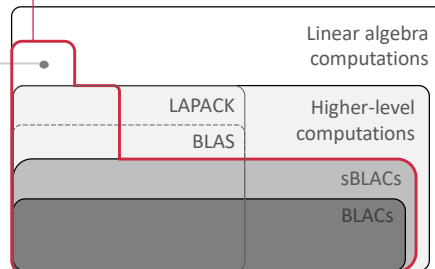 Linear algebra
computations
LAPACK
Higher-level
computations
BLAS
sBLACs
BLACs